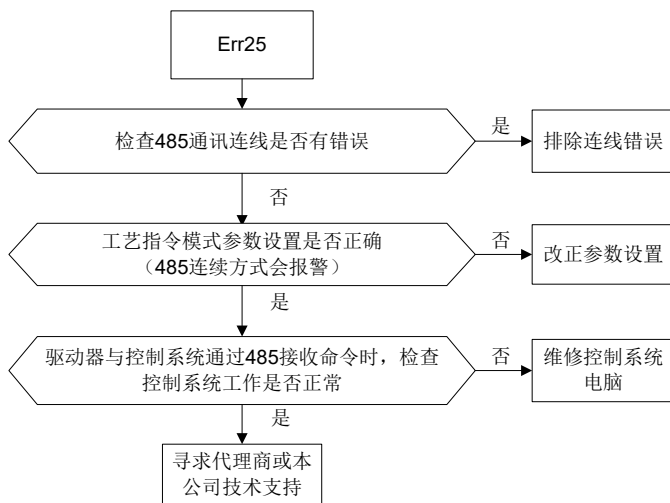 Err25
检查485通讯连线是否有错误
是
排除连线错误
否
工艺指令模式参数设置是否正确
（485连续方式会报警）
否
改正参数设置
是
驱动器与控制系统通过485接收命令时，检查
控制系统工作是否正常
否
维修控制系统
电脑
是
寻求代理商或本
公司技术支持